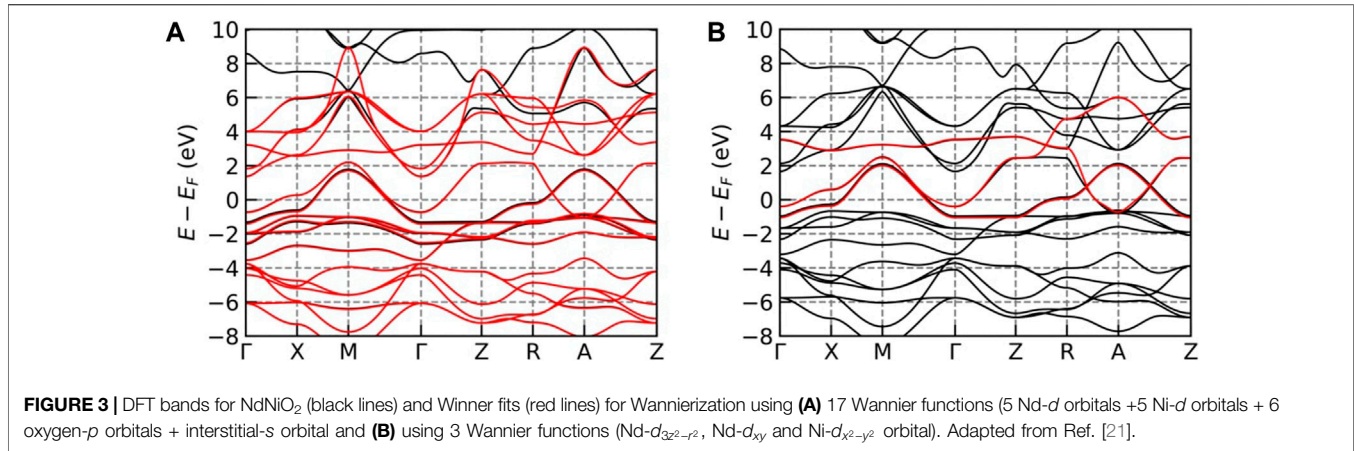 A
B
10
8
6
4
2
0
−2
−4
−6
−8
E − E_F (eV)
Γ X M Γ Z R A Z
10
8
6
4
2
0
−2
−4
−6
−8
E − E_F (eV)
Γ X M Γ Z R A Z
FIGURE 3 | DFT bands for NdNiO₂ (black lines) and Winner fits (red lines) for Wannierization using (A) 17 Wannier functions (5 Nd-d orbitals +5 Ni-d orbitals + 6
oxygen-p orbitals + interstitial-s orbital and (B) using 3 Wannier functions (Nd-d3z²−r², Nd-dxy and Ni-dx²−y² orbital). Adapted from Ref. [21].